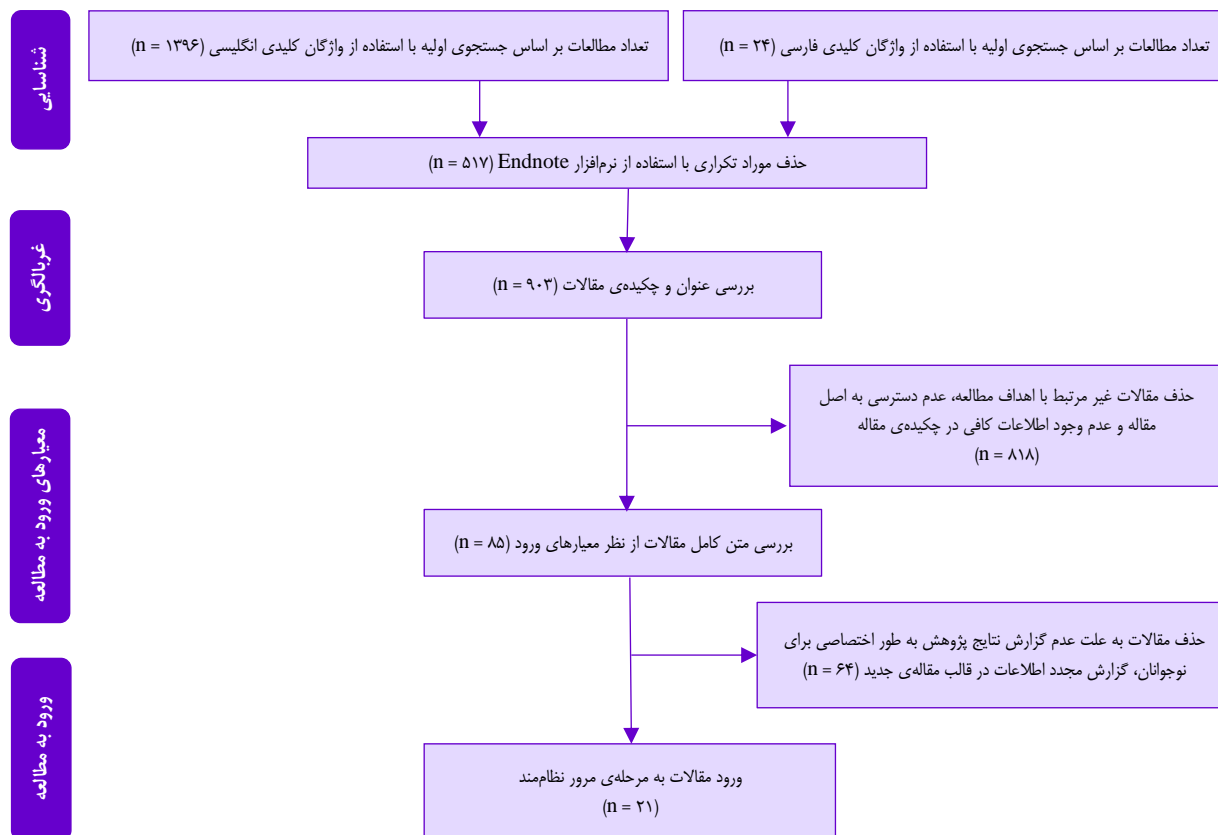 شناسایی
تعداد مطالعات بر اساس جستجوی اولیه با استفاده از واژگان کلیدی فارسی (n = ۲۴)
تعداد مطالعات بر اساس جستجوی اولیه با استفاده از واژگان کلیدی انگلیسی (n = ۱۳۹۶)
حذف موراد تکراری با استفاده از نرم‌افزار Endnote (n = ۵۱۷)
غربالگری
بررسی عنوان و چکیده‌ی مقالات (n = ۹۰۳)
حذف مقالات غیر مرتبط با اهداف مطالعه، عدم دسترسی به اصل
مقاله و عدم وجود اطلاعات کافی در چکیده‌ی مقاله
(n = ۸۱۸)
معیارهای ورود به مطالعه
بررسی متن کامل مقالات از نظر معیارهای ورود (n = ۸۵)
حذف مقالات به علت عدم گزارش نتایج پژوهش به طور اختصاصی برای
نوجوانان، گزارش مجدد اطلاعات در قالب مقاله‌ی جدید (n = ۶۴)
ورود به مطالعه
ورود مقالات به مرحله‌ی مرور نظام‌مند
(n = ۲۱)